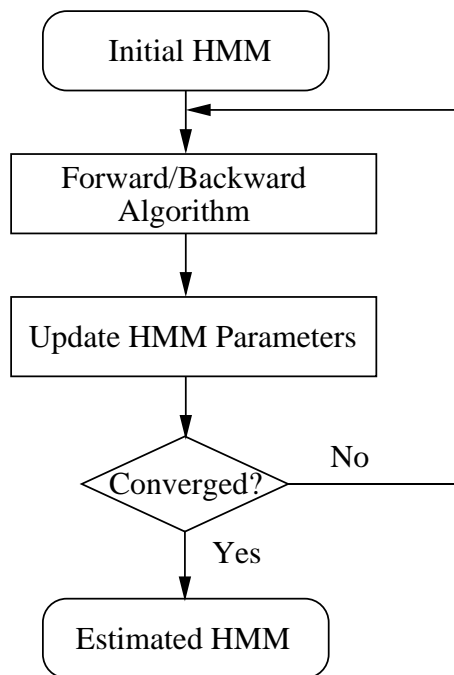 Initial HMM
Forward/Backward
Algorithm
Update HMM Parameters
Converged?
No
Yes
Estimated HMM